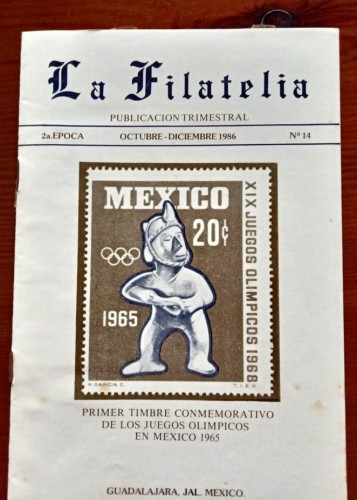 La Filatelia
PUBLICACION TRIMESTRAL
2a.EPOCA OCTUBRE-DICIEMBRE 1986 Nº 14
MEXICO
20¢
XIX JUEGOS OLIMPICOS 1968
1965
R. GARCIA C. T.I.E.V.
PRIMER TIMBRE CONMEMORATIVO
DE LOS JUEGOS OLIMPICOS
EN MEXICO 1965
GUADALAJARA, JAL. MEXICO.